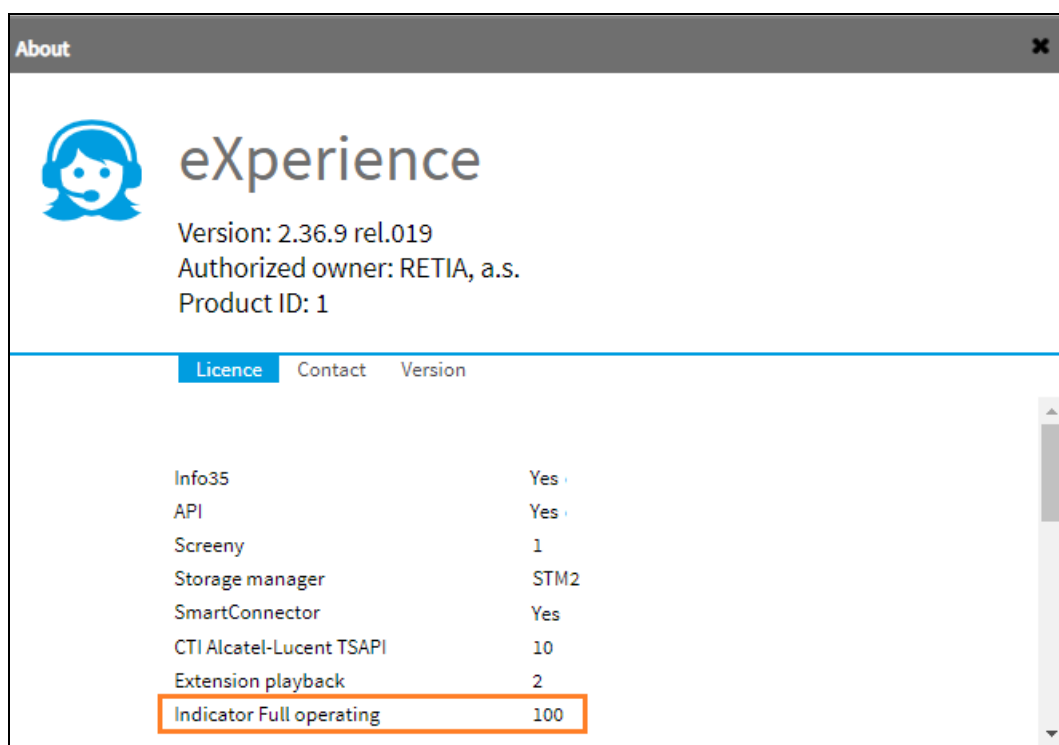 About
eXperience
Version: 2.36.9 rel.019
Authorized owner: RETIA, a.s.
Product ID: 1
Licence Contact Version
Info35 Yes
API Yes
Screeny 1
Storage manager STM2
SmartConnector Yes
CTI Alcatel-Lucent TSAPI 10
Extension playback 2
Indicator Full operating 100